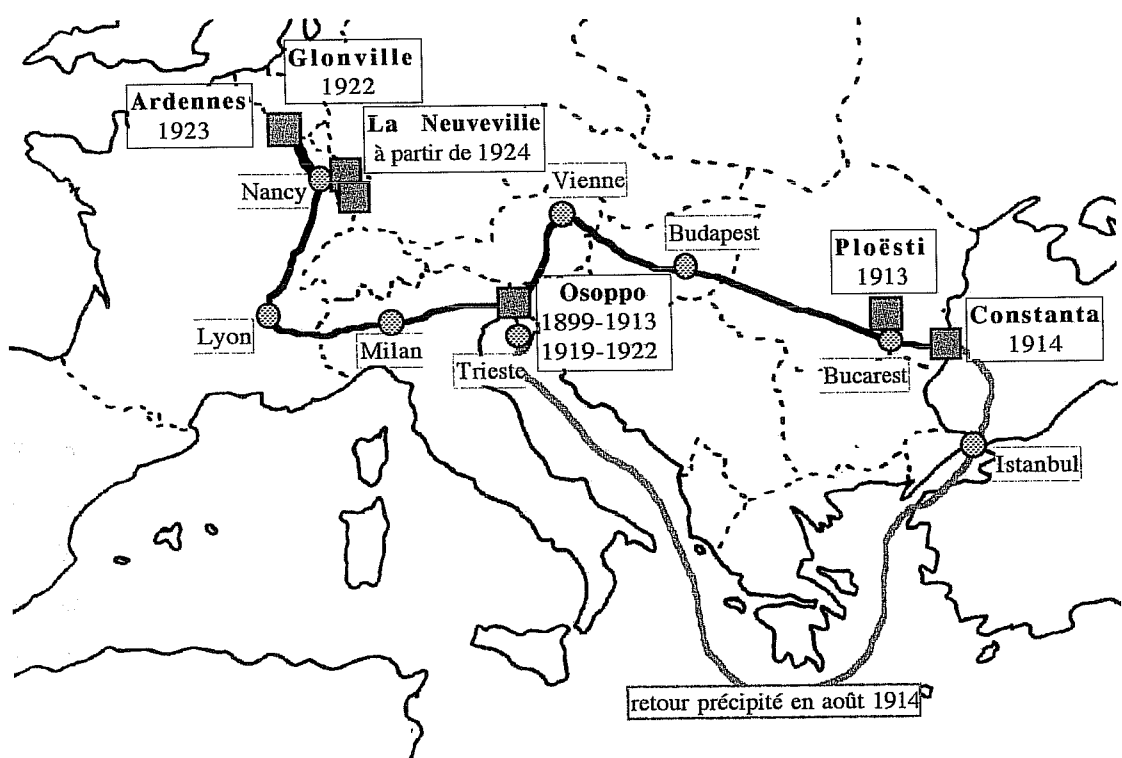 Glonville
1922
Ardennes
1923
La Neuveville
à partir de 1924
Nancy
Vienne
Budapest
Ploësti
1913
Osoppo
1899-1913
1919-1922
Constanta
1914
Lyon
Milan
Trieste
Bucarest
Istanbul
retour précipité en août 1914